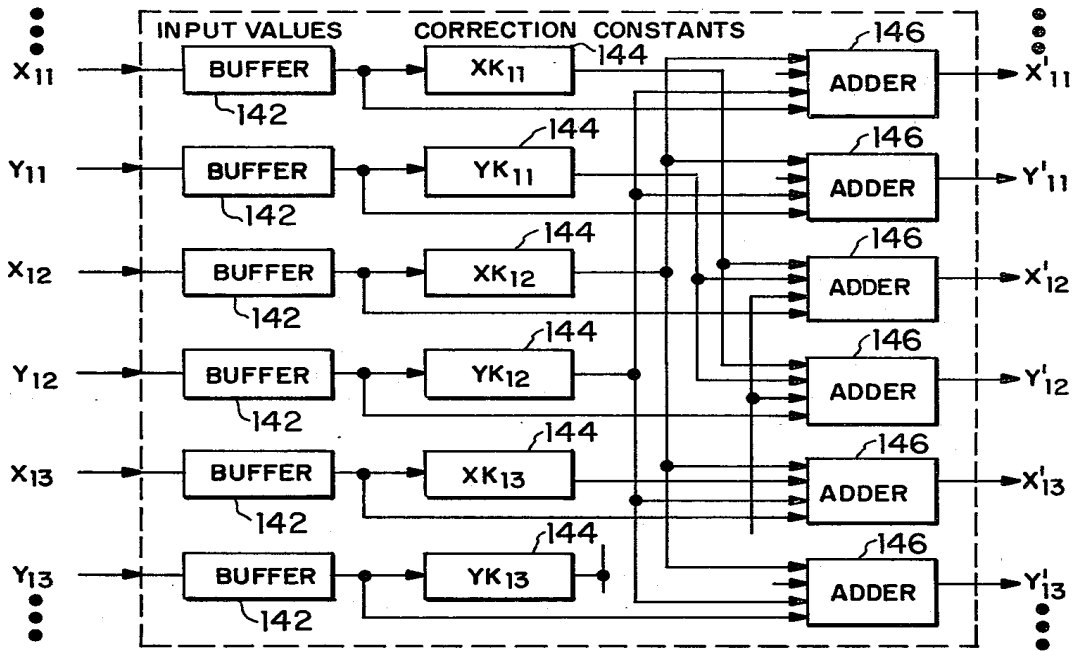 INPUT VALUES CORRECTION CONSTANTS
X11 BUFFER 142 XK11 144 ADDER 146 X'11
Y11 BUFFER 142 YK11 144 ADDER 146 Y'11
X12 BUFFER 142 XK12 144 ADDER 146 X'12
Y12 BUFFER 142 YK12 144 ADDER 146 Y'12
X13 BUFFER 142 XK13 144 ADDER 146 X'13
Y13 BUFFER 142 YK13 144 ADDER 146 Y'13